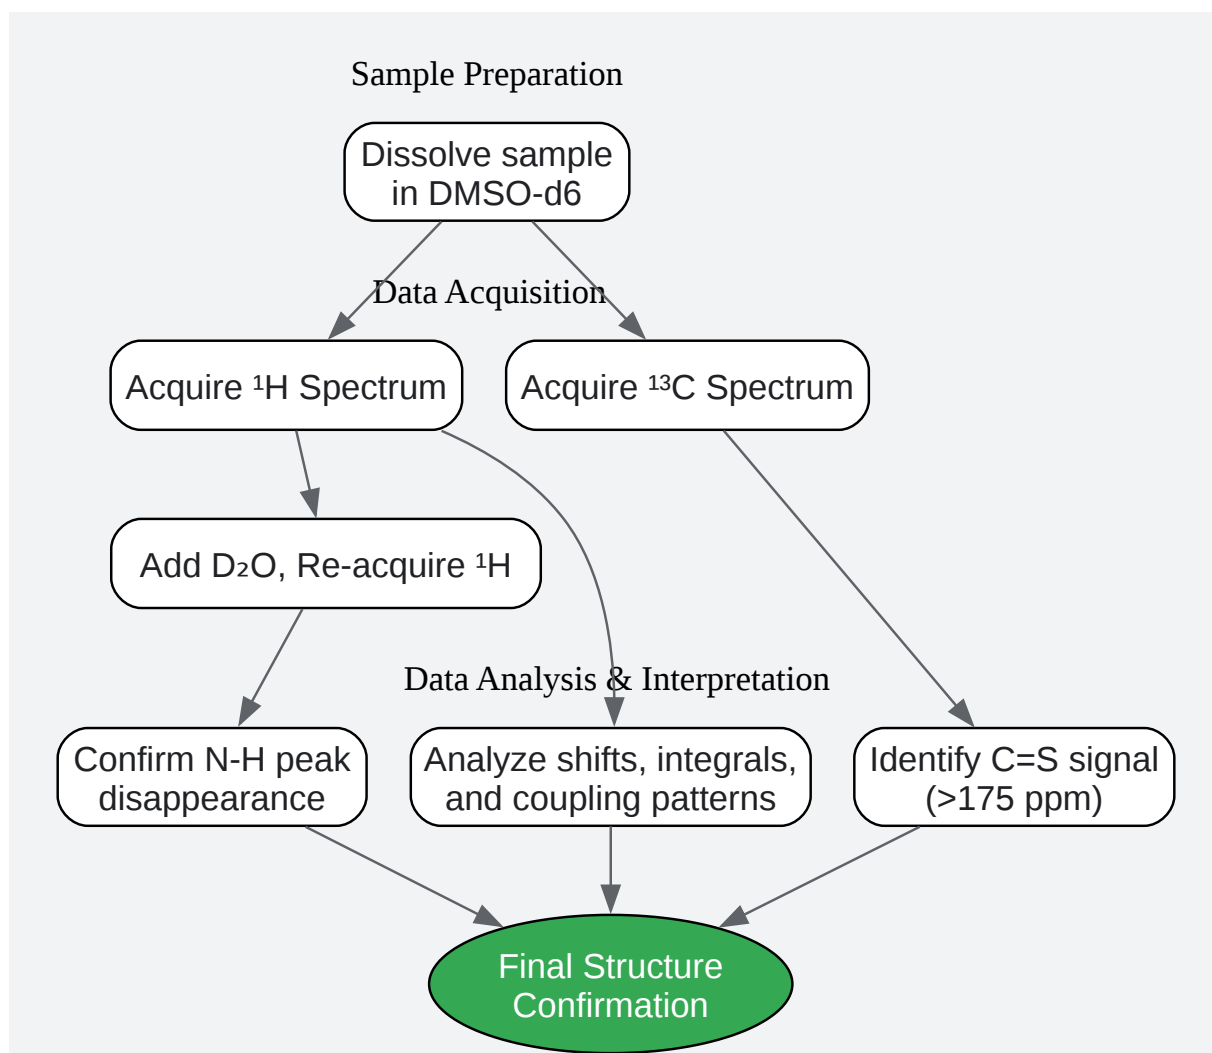 Sample Preparation
Dissolve sample
in DMSO-d6
Data Acquisition
Acquire ¹H Spectrum
Acquire ¹³C Spectrum
Add D₂O, Re-acquire ¹H
Data Analysis & Interpretation
Confirm N-H peak
disappearance
Analyze shifts, integrals,
and coupling patterns
Identify C=S signal
(>175 ppm)
Final Structure
Confirmation